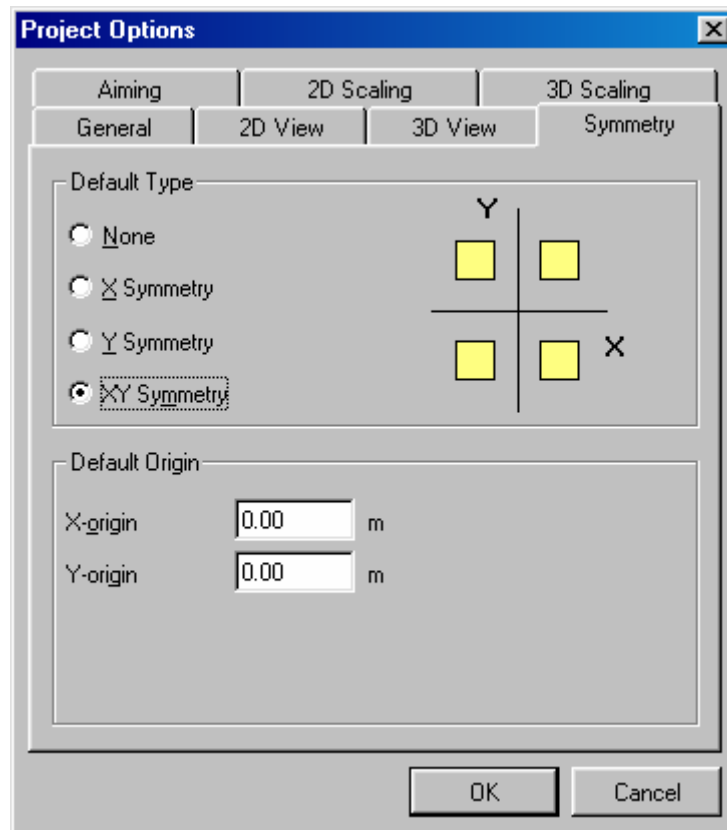 Project Options
Aiming 2D Scaling 3D Scaling
General 2D View 3D View Symmetry
Default Type
None
X Symmetry
Y Symmetry
XY Symmetry
Y
X
Default Origin
X-origin 0.00 m
Y-origin 0.00 m
OK Cancel